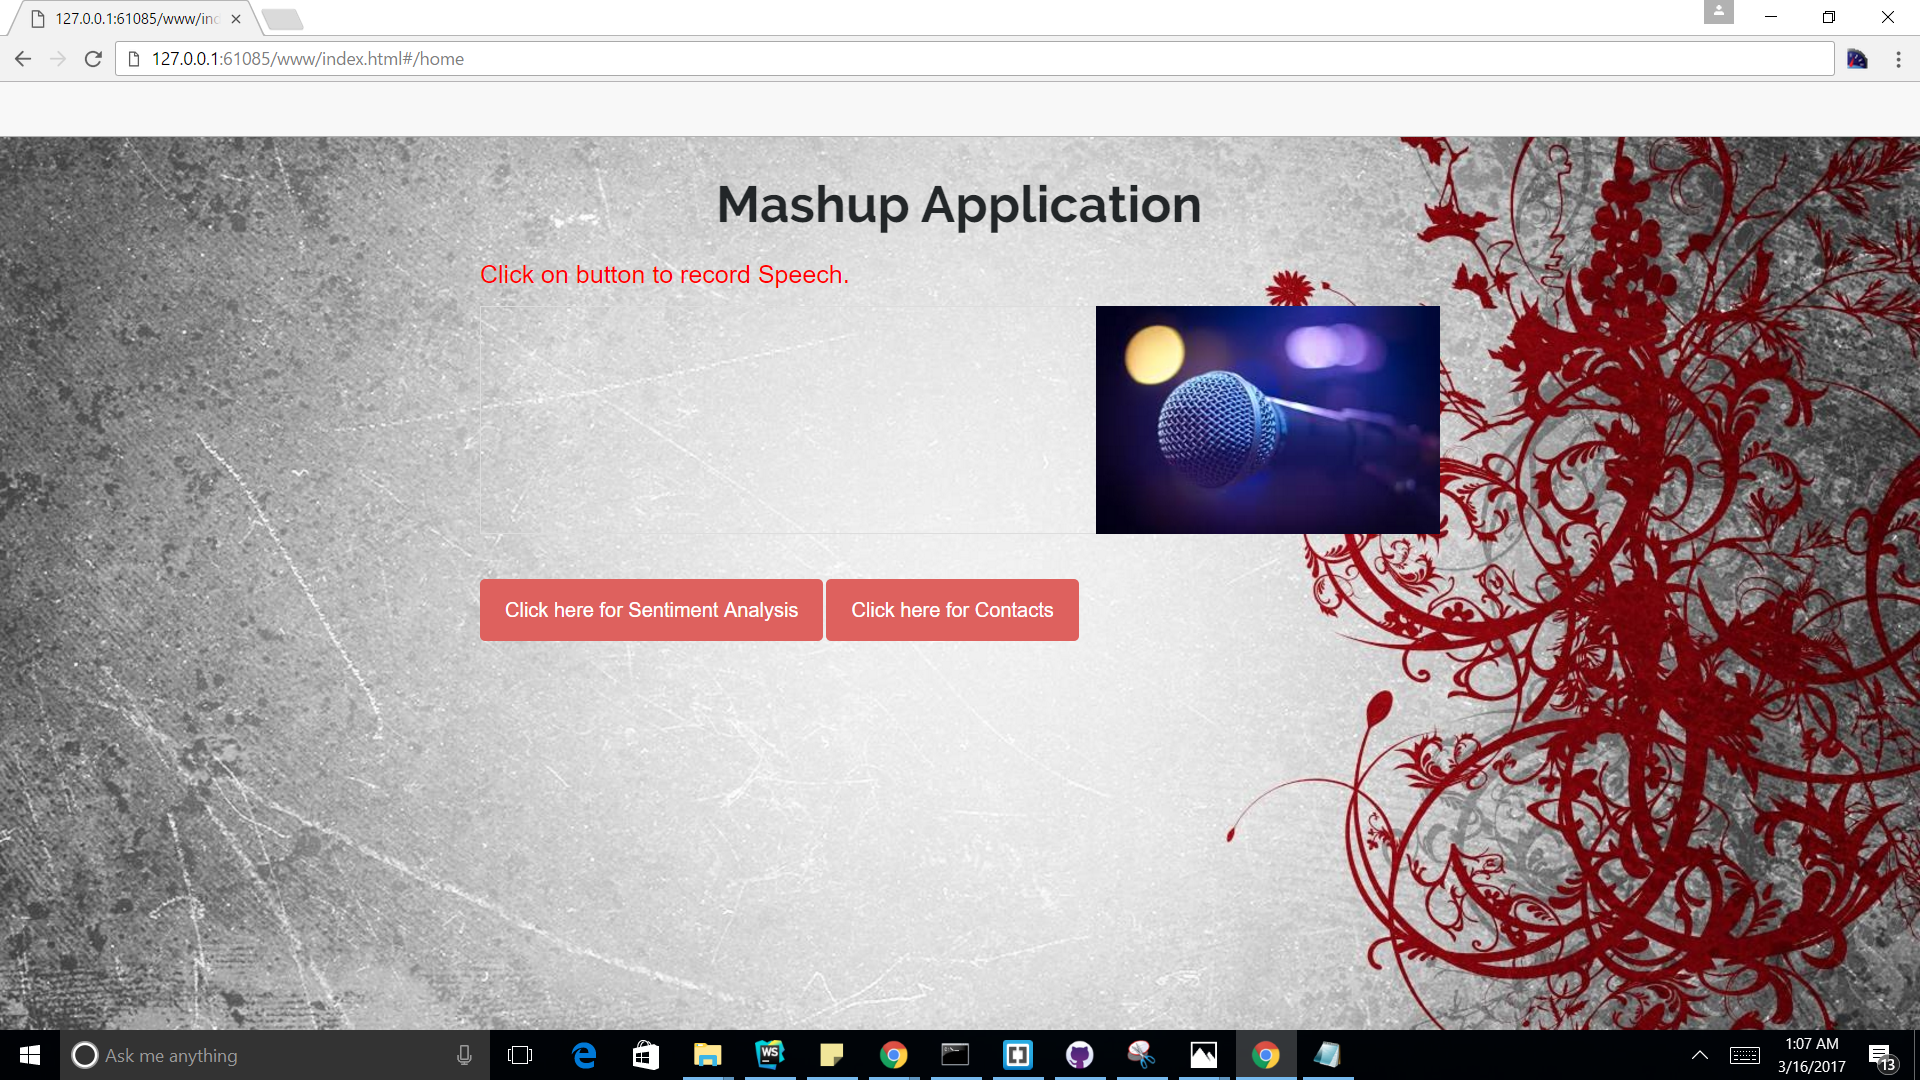 127.0.0.1:61085/www/in
127.0.0.1:61085/www/index.html#/home
Mashup Application
Click on button to record Speech.
Click here for Sentiment Analysis
Click here for Contacts
Ask me anything
WS
1:07 AM
3/16/2017
13